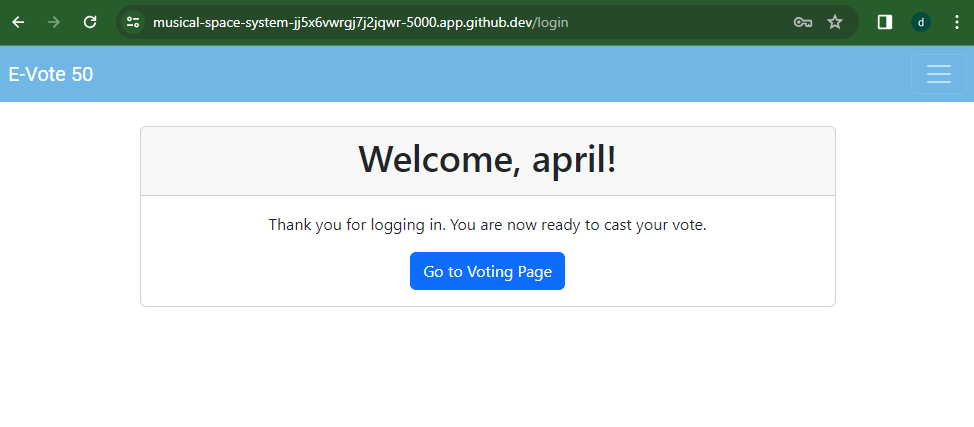 musical-space-system-jj5x6vwrgj7j2jqwr-5000.app.github.dev/login
d
E-Vote 50
Welcome, april!
Thank you for logging in. You are now ready to cast your vote.
Go to Voting Page